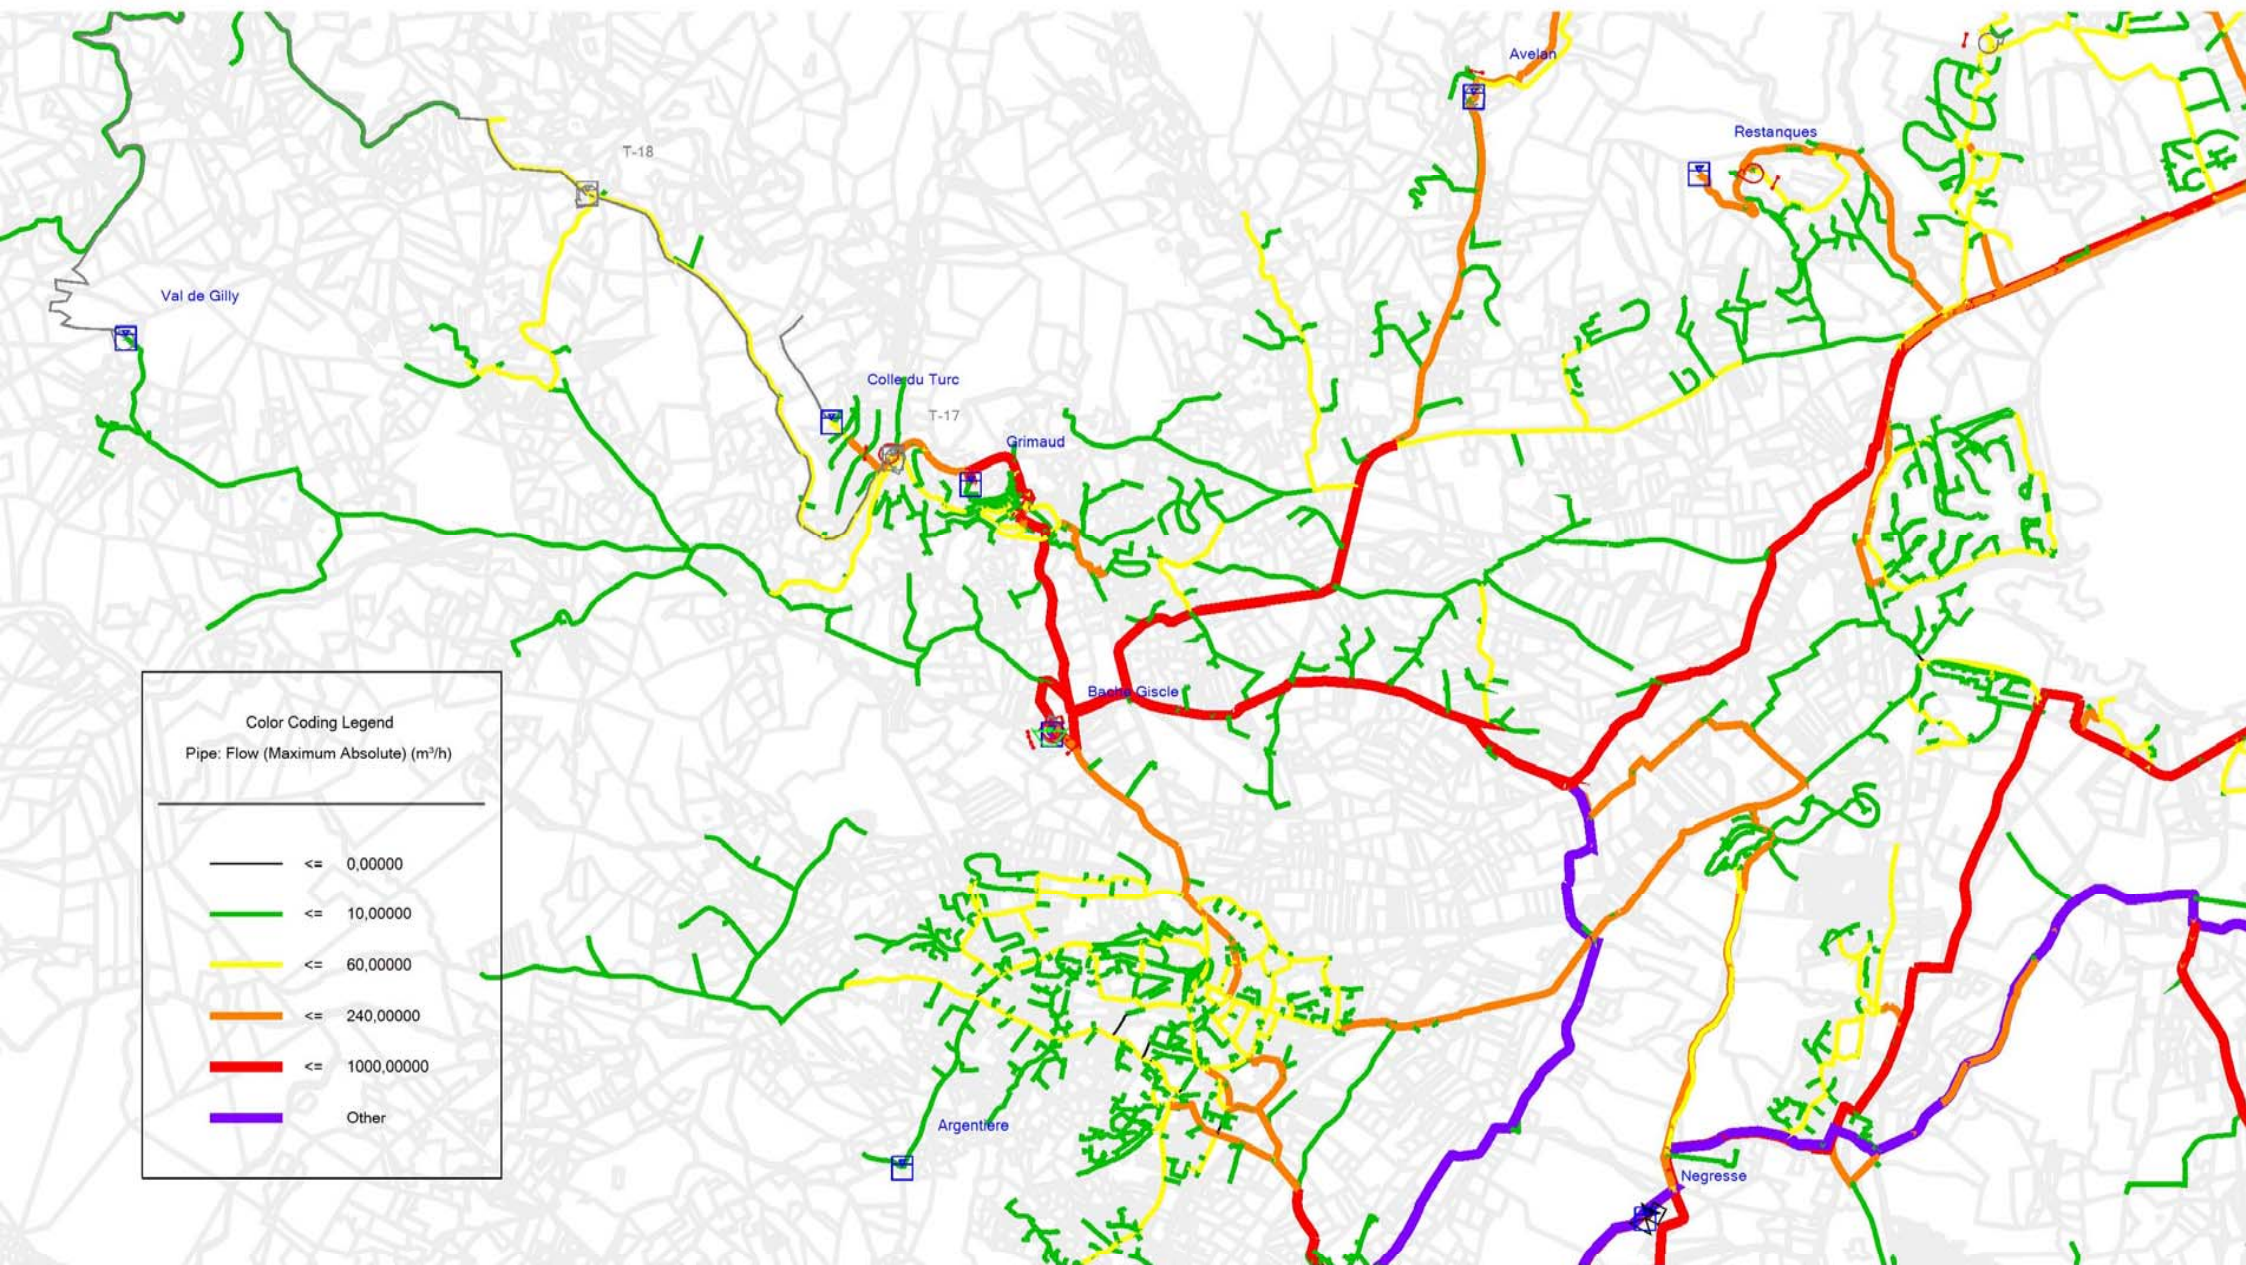 Avelan
Restanques
T-18
Val de Gilly
Colle du Turc
T-17
Grimaud
Bache Giscle
Color Coding Legend
Pipe: Flow (Maximum Absolute) (m³/h)
<= 0,00000
<= 10,00000
<= 60,00000
<= 240,00000
<= 1000,00000
Other
Argentiere
Negresse